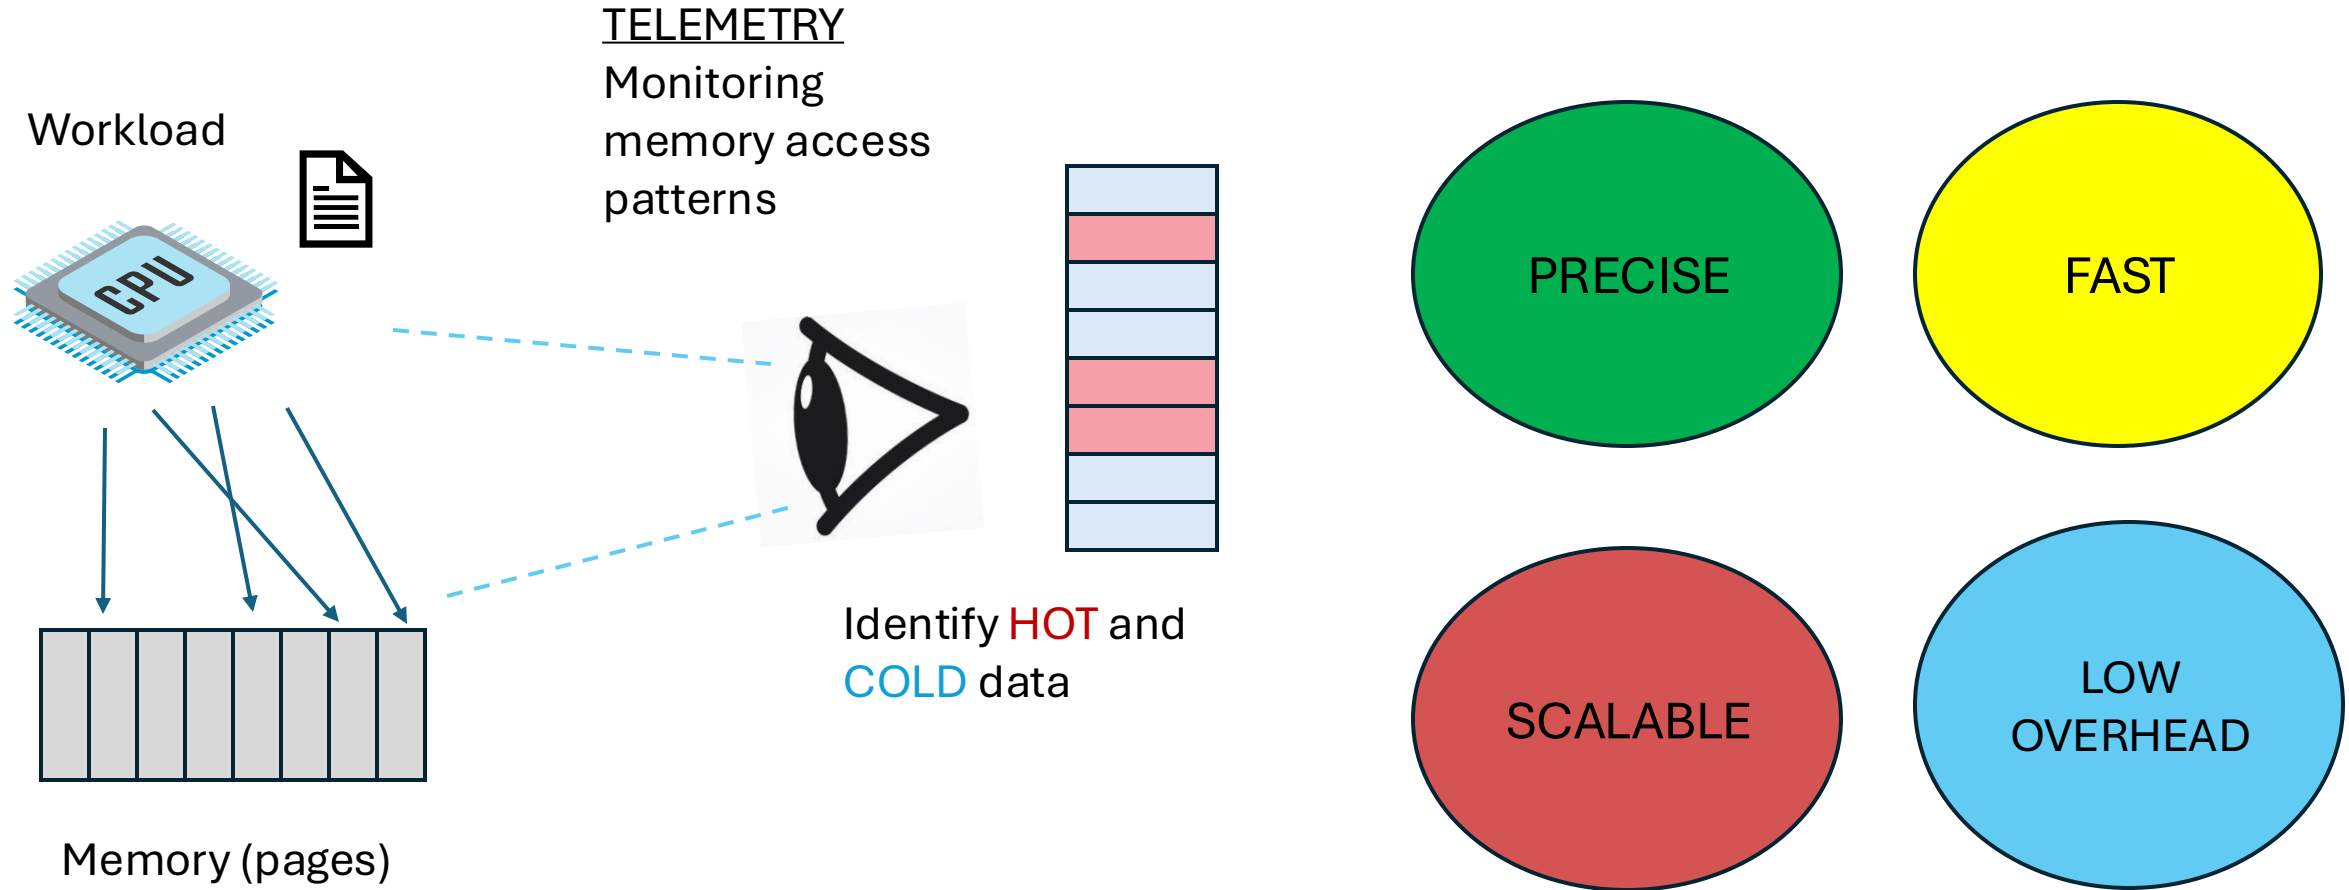 TELEMETRY
Monitoring
memory access
patterns
Workload
CPU
Memory (pages)
Identify HOT and
COLD data
PRECISE
FAST
SCALABLE
LOW
OVERHEAD